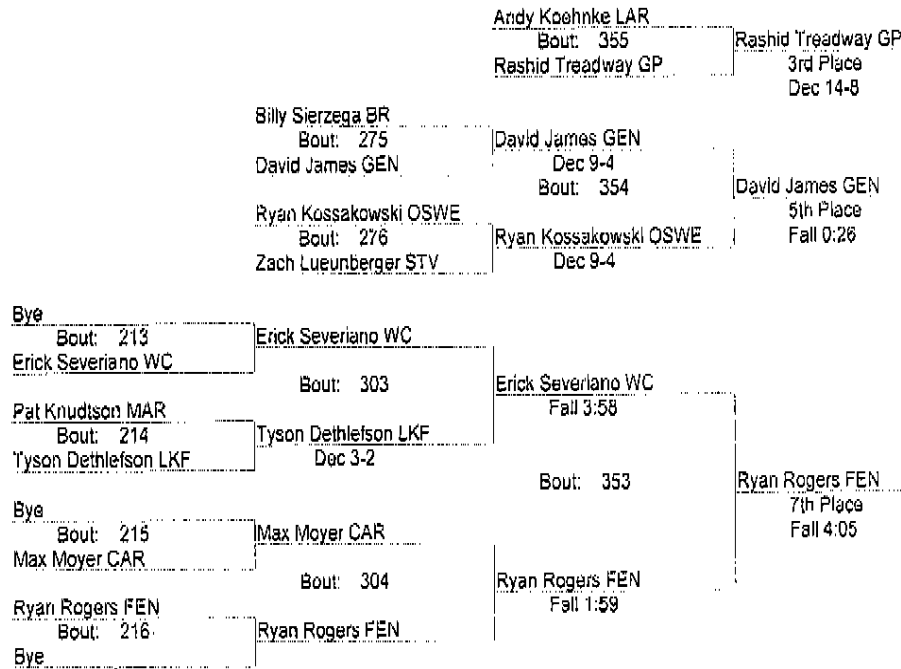 Andy Koehnke LAR
Bout: 355
Rashid Treadway GP
Rashid Treadway GP
3rd Place
Dec 14-8
Billy Sierzega BR
Bout: 275
David James GEN
David James GEN
Dec 9-4
Bout: 354
David James GEN
5th Place
Fall 0:26
Ryan Kossakowski OSWE
Bout: 276
Zach Lueunberger STV
Ryan Kossakowski OSWE
Dec 9-4
Bye
Bout: 213
Erick Severiano WC
Erick Severiano WC
Bout: 303
Erick Severiano WC
Fall 3:58
Pat Knudtson MAR
Bout: 214
Tyson Dethlefson LKF
Tyson Dethlefson LKF
Dec 3-2
Bout: 353
Ryan Rogers FEN
7th Place
Fall 4:05
Bye
Bout: 215
Max Moyer CAR
Max Moyer CAR
Bout: 304
Ryan Rogers FEN
Fall 1:59
Ryan Rogers FEN
Bout: 216
Bye
Ryan Rogers FEN